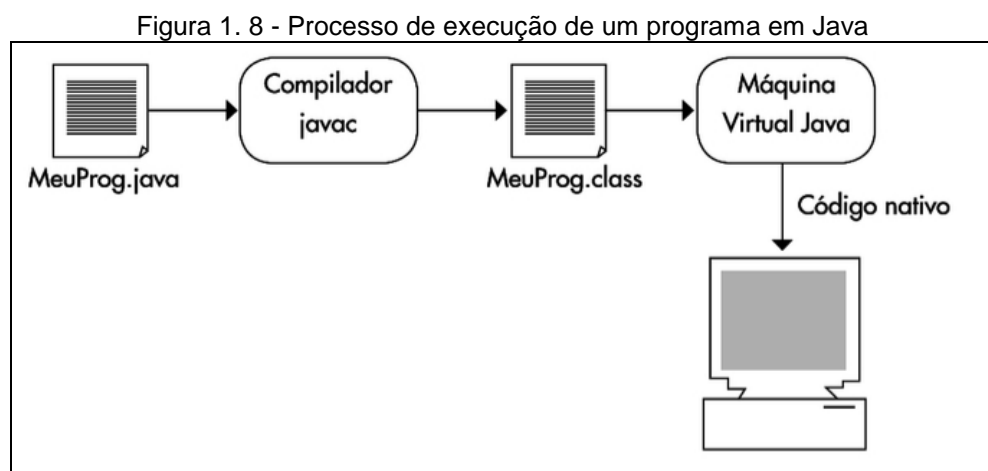 Figura 1. 8 - Processo de execução de um programa em Java
Compilador
javac
Máquina
Virtual Java
MeuProg.java
MeuProg.class
Código nativo